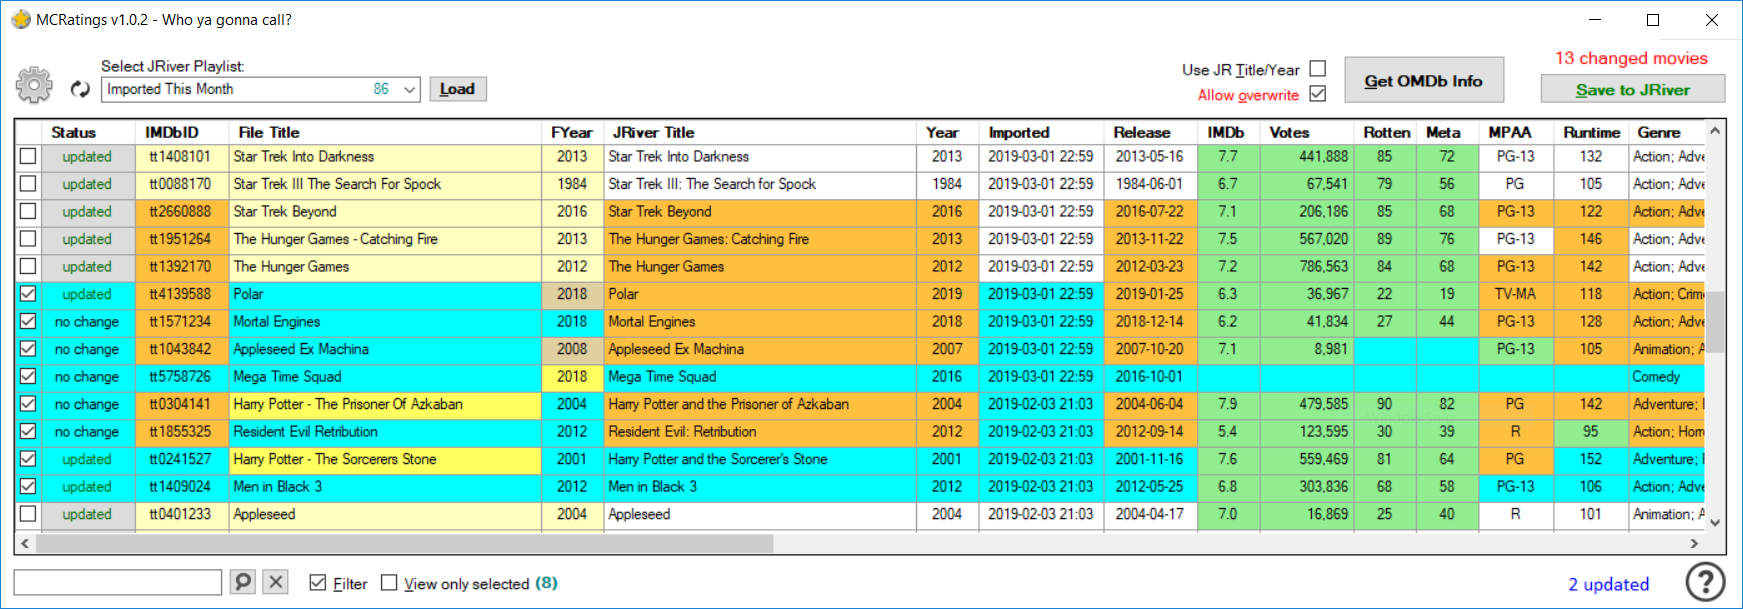 MCRatings v1.0.2 - Who ya gonna call?
Select JRiver Playlist:
Imported This Month 86
Load
Use JR Title/Year
Allow overwrite
Get OMDb Info
13 changed movies
Save to JRiver
Status IMDbID File Title FYear JRiver Title Year Imported Release IMDb Votes Rotten Meta MPAA Runtime Genre
updated tt1408101 Star Trek Into Darkness 2013 Star Trek Into Darkness 2013 2019-03-01 22:59 2013-05-16 7.7 441,888 85 72 PG-13 132 Action; Adve
updated tt0088170 Star Trek III The Search For Spock 1984 Star Trek III: The Search for Spock 1984 2019-03-01 22:59 1984-06-01 6.7 67,541 79 56 PG 105 Action; Adve
updated tt2660888 Star Trek Beyond 2016 Star Trek Beyond 2016 2019-03-01 22:59 2016-07-22 7.1 206,186 85 68 PG-13 122 Action; Adve
updated tt1951264 The Hunger Games - Catching Fire 2013 The Hunger Games: Catching Fire 2013 2019-03-01 22:59 2013-11-22 7.5 567,020 89 76 PG-13 146 Action; Adve
updated tt1392170 The Hunger Games 2012 The Hunger Games 2012 2019-03-01 22:59 2012-03-23 7.2 786,563 84 68 PG-13 142 Action; Adve
updated tt4139588 Polar 2018 Polar 2019 2019-03-01 22:59 2019-01-25 6.3 36,967 22 19 TV-MA 118 Action; Crim
no change tt1571234 Mortal Engines 2018 Mortal Engines 2018 2019-03-01 22:59 2018-12-14 6.2 41,834 27 44 PG-13 128 Action; Adve
no change tt1043842 Appleseed Ex Machina 2008 Appleseed Ex Machina 2007 2019-03-01 22:59 2007-10-20 7.1 8,981 PG-13 105 Animation; A
no change tt5758726 Mega Time Squad 2018 Mega Time Squad 2016 2019-03-01 22:59 2016-10-01 Comedy
no change tt0304141 Harry Potter - The Prisoner Of Azkaban 2004 Harry Potter and the Prisoner of Azkaban 2004 2019-02-03 21:03 2004-06-04 7.9 479,585 90 82 PG 142 Adventure;
no change tt1855325 Resident Evil Retribution 2012 Resident Evil: Retribution 2012 2019-02-03 21:03 2012-09-14 5.4 123,595 30 39 R 95 Action; Horr
updated tt0241527 Harry Potter - The Sorcerers Stone 2001 Harry Potter and the Sorcerer's Stone 2001 2019-02-03 21:03 2001-11-16 7.6 559,469 81 64 PG 152 Adventure;
updated tt1409024 Men in Black 3 2012 Men in Black 3 2012 2019-02-03 21:03 2012-05-25 6.8 303,836 68 58 PG-13 106 Action; Adve
updated tt0401233 Appleseed 2004 Appleseed 2004 2019-02-03 21:03 2004-04-17 7.0 16,869 25 40 R 101 Animation; A
Filter
View only selected (8)
2 updated
?